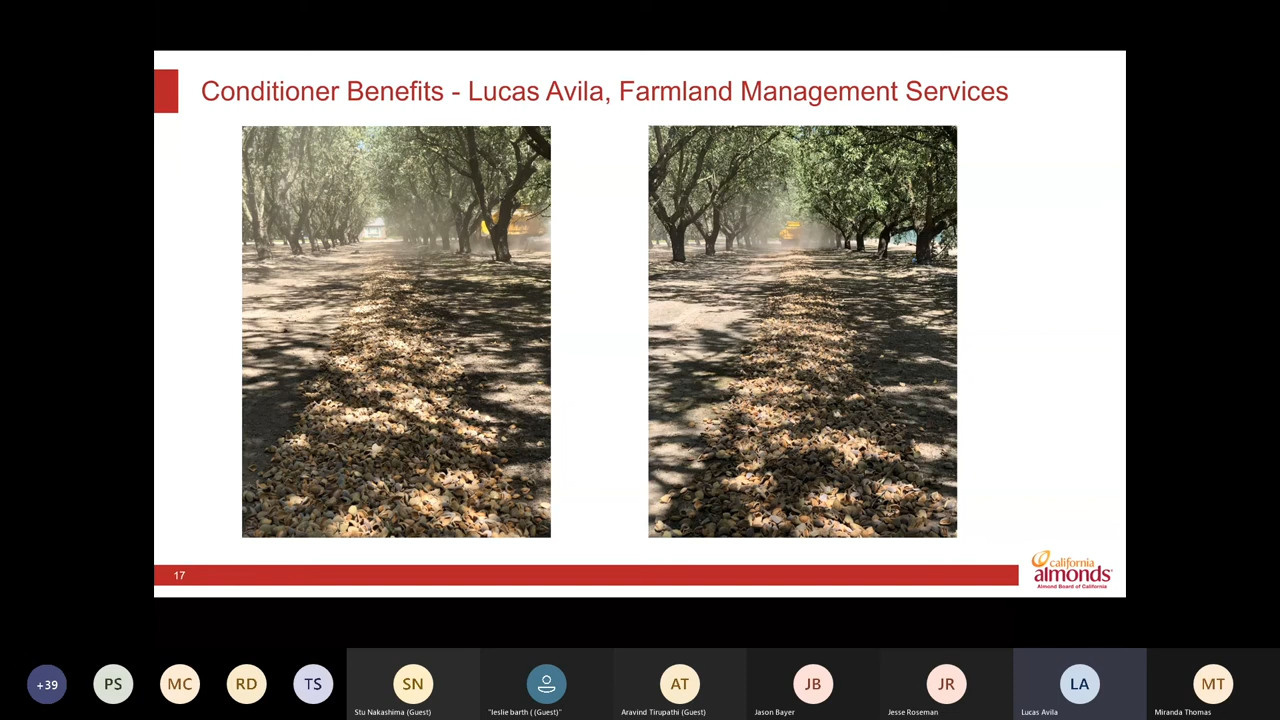 Conditioner Benefits - Lucas Avila, Farmland Management Services
17
california
almonds
Almond Board of California
+39
PS
MC
RD
TS
SN
Stu Nakashima (Guest)
"leslie barth ( (Guest)"
AT
Aravind Tirupathi (Guest)
JB
Jason Bayer
JR
Jesse Roseman
LA
Lucas Avila
MT
Miranda Thomas